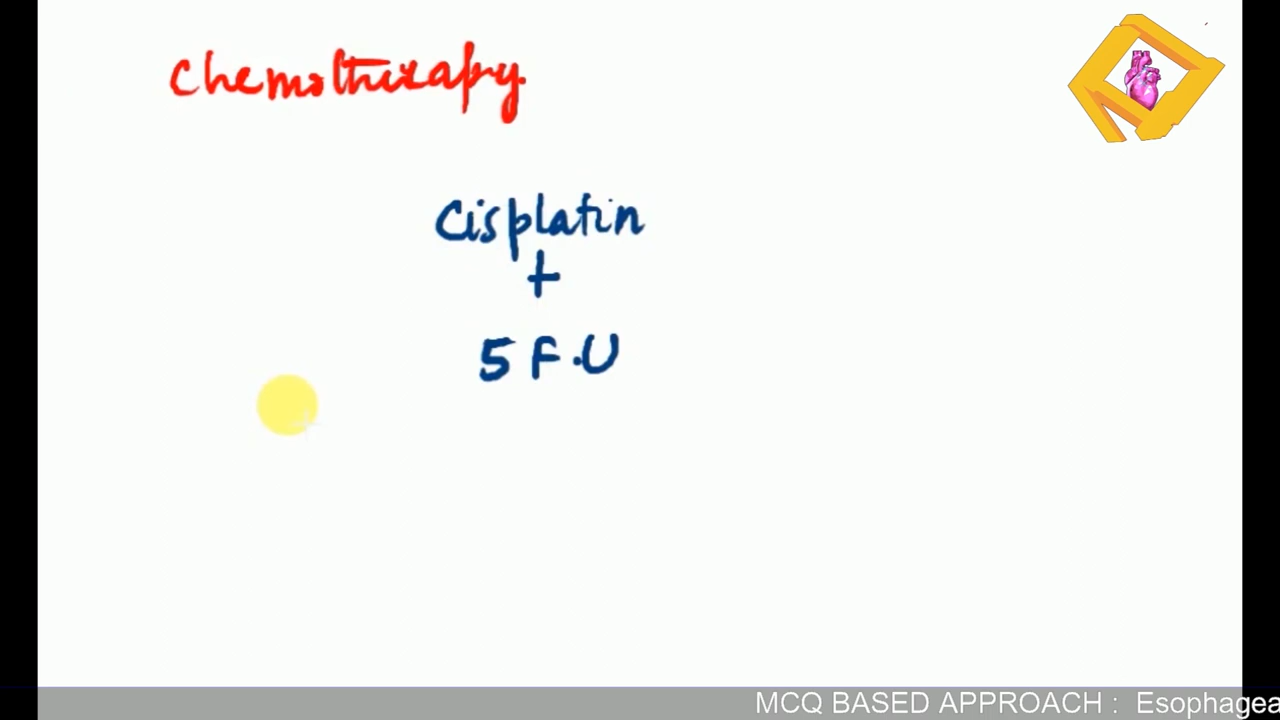 Chemotherapy.
Cisplatin
+
5 F.U
MCQ BASED APPROACH : Esophagea